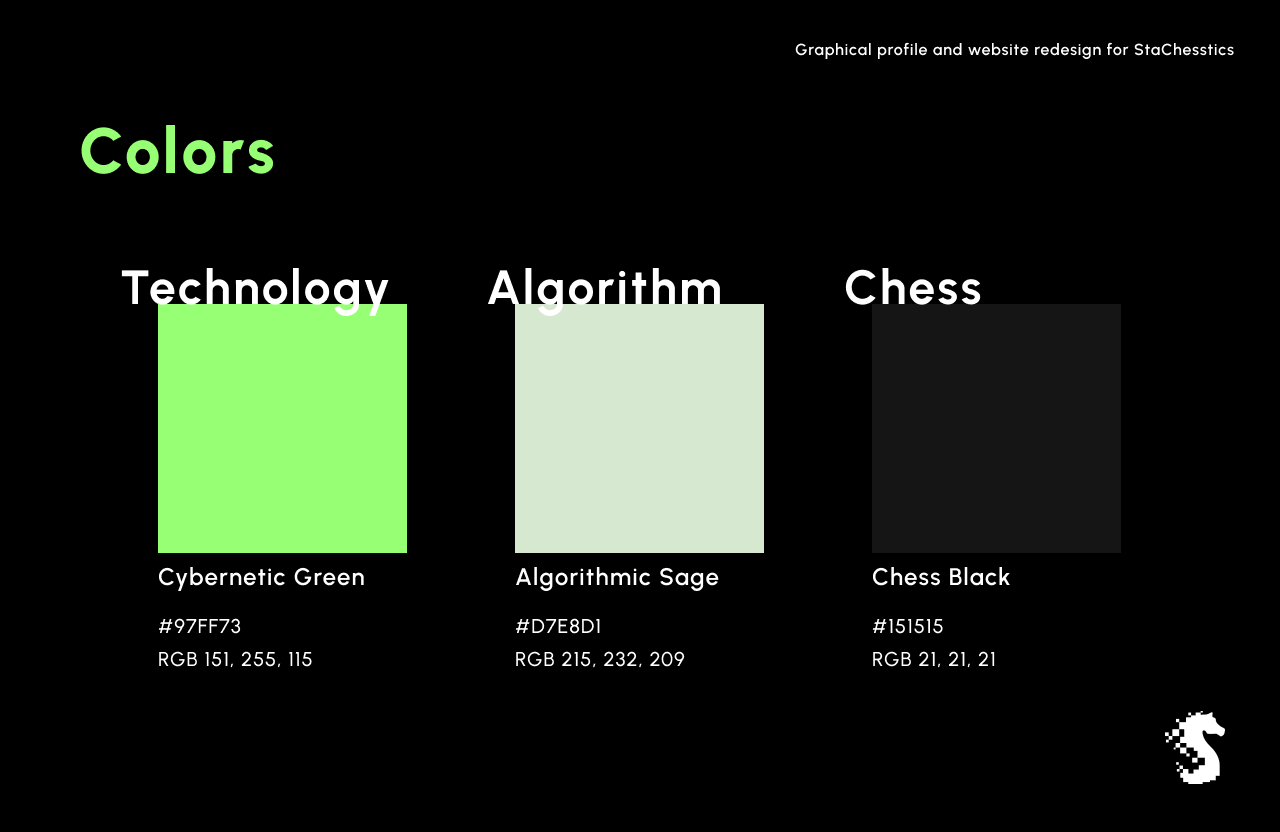 Graphical profile and website redesign for StaChesstics
Colors
Technology
Algorithm
Chess
Cybernetic Green
#97FF73
RGB 151, 255, 115
Algorithmic Sage
#D7E8D1
RGB 215, 232, 209
Chess Black
#151515
RGB 21, 21, 21